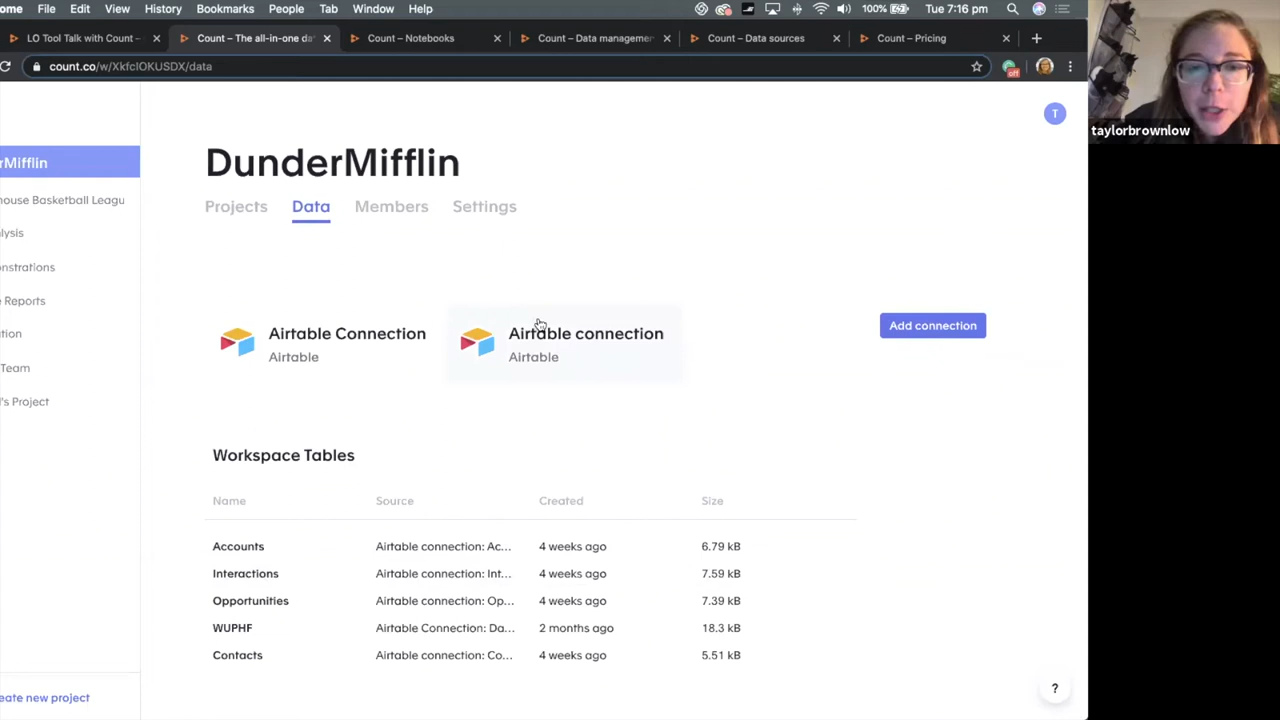 ome File Edit View History Bookmarks People Tab Window Help 100% Tue 7:16 pm
LO Tool Talk with Count - Count – The all-in-one da Count – Notebooks Count – Data managemen Count – Data sources Count – Pricing
count.co/w/XkfclOKUSDX/data off
T
taylorbrownlow
DunderMifflin
Projects Data Members Settings
rMifflin
house Basketball Leagu
lysis
nstrations
e Reports
tion
Team
l's Project
eate new project
Airtable Connection
Airtable
Airtable connection
Airtable
Add connection
Workspace Tables
Name Source Created Size
Accounts Airtable connection: Ac... 4 weeks ago 6.79 kB
Interactions Airtable connection: Int... 4 weeks ago 7.59 kB
Opportunities Airtable connection: Op... 4 weeks ago 7.39 kB
WUPHF Airtable Connection: Da... 2 months ago 18.3 kB
Contacts Airtable connection: Co... 4 weeks ago 5.51 kB
?